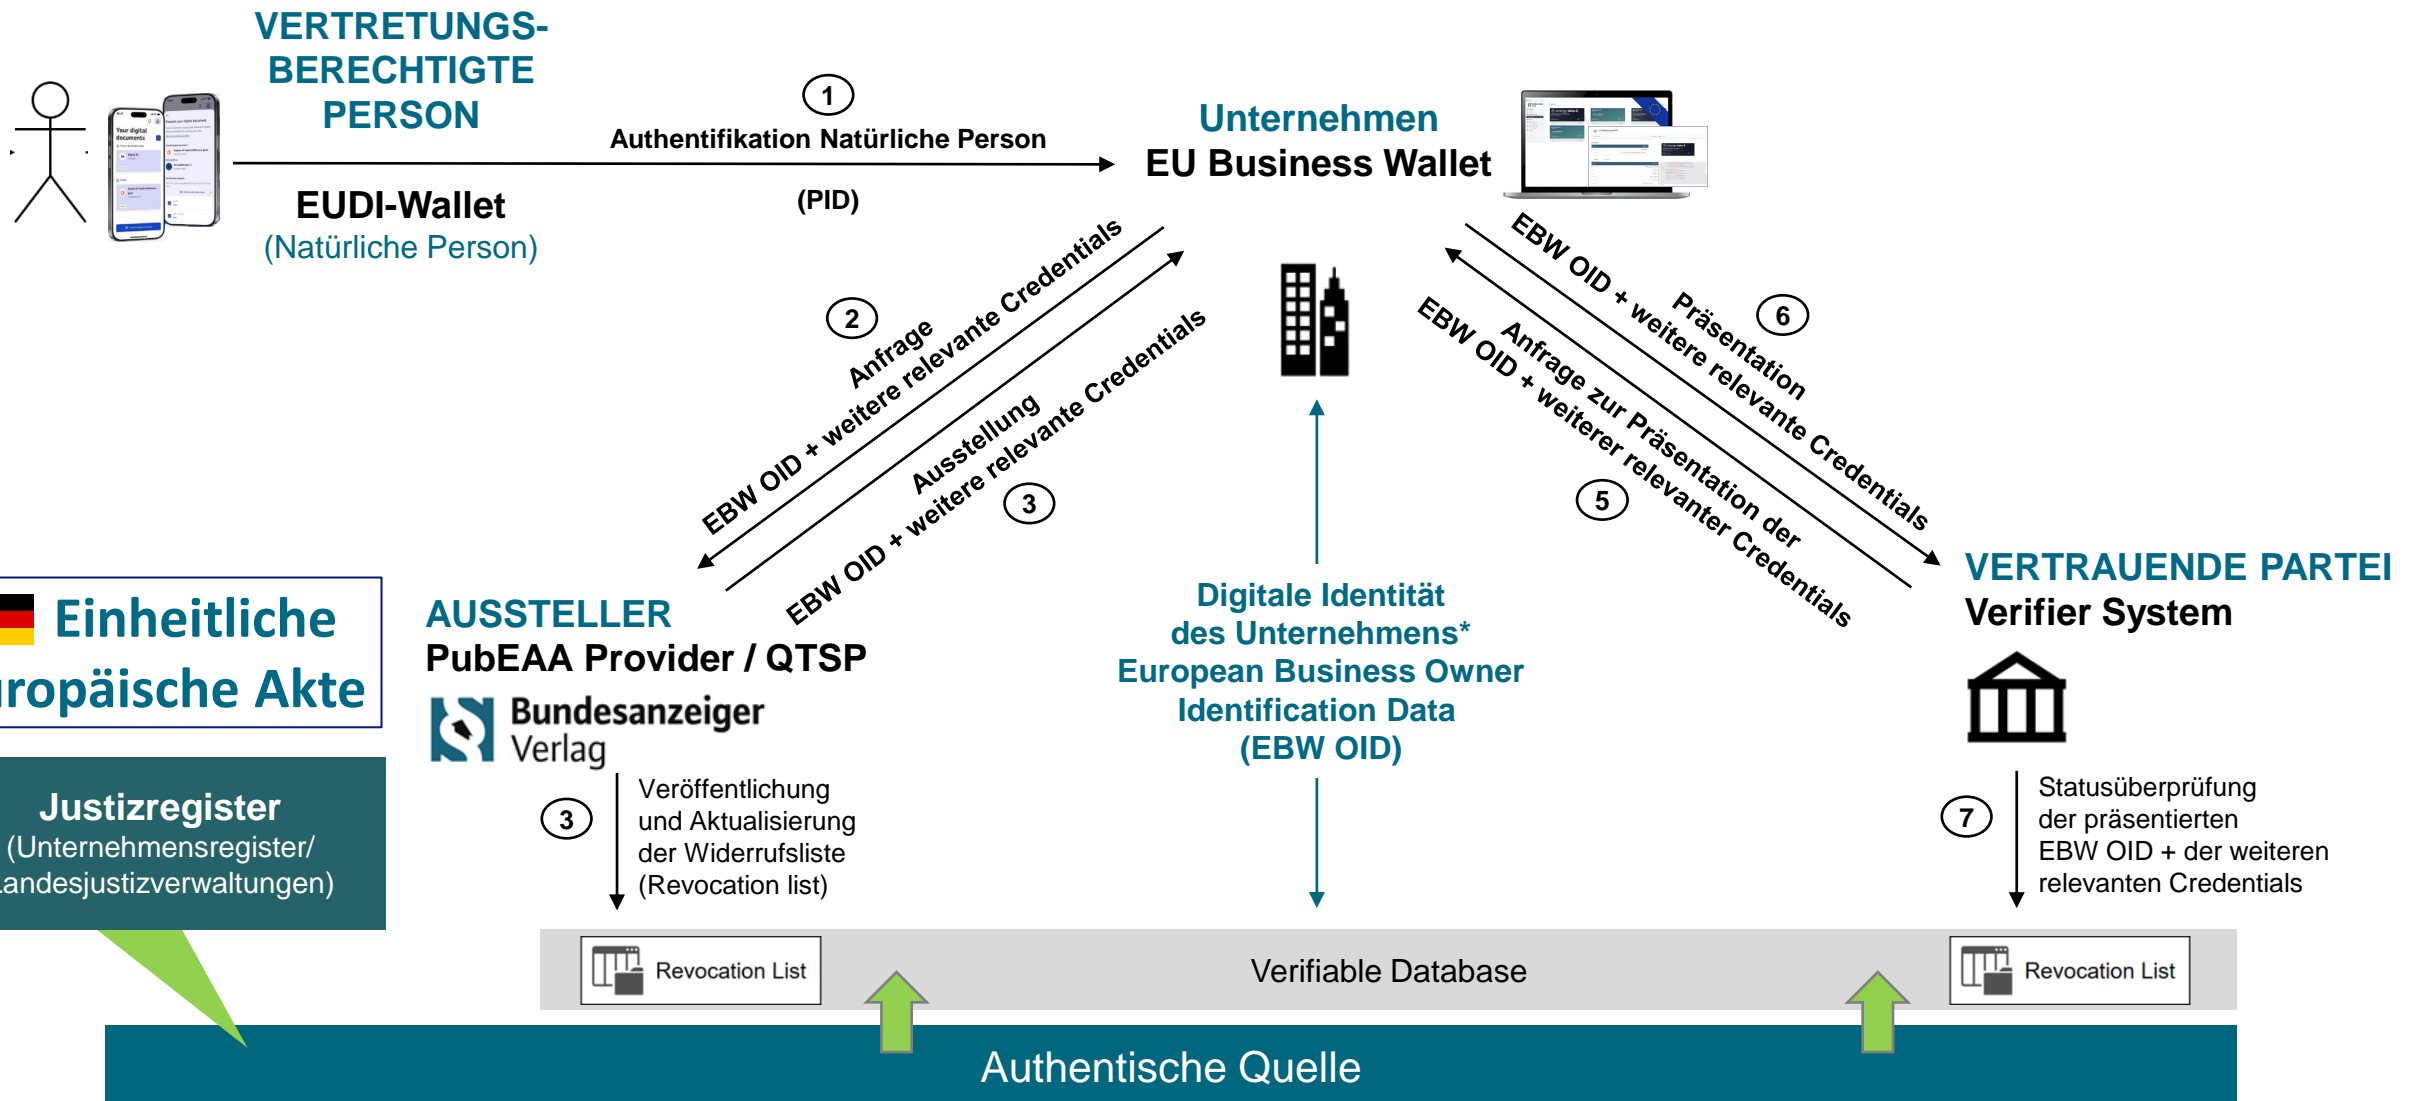 VERTRETUNGS-
BERECHTIGTE
PERSON
EUDI-Wallet
(Natürliche Person)
Your digital
documents
1
Authentifikation Natürliche Person
(PID)
Unternehmen
EU Business Wallet
2
Anfrage
EBW OID + weitere relevante Credentials
Ausstellung
EBW OID + weitere relevante Credentials
3
EBW OID + weitere relevante Credentials
Präsentation
6
Anfrage zur Präsentation der
EBW OID + weiterer relevanter Credentials
5
Einheitliche
uropäische Akte
Justizregister
(Unternehmensregister/
andesjustizverwaltungen)
AUSSTELLER
PubEAA Provider / QTSP
Bundesanzeiger
Verlag
3
Veröffentlichung
und Aktualisierung
der Widerrufsliste
(Revocation list)
Digitale Identität
des Unternehmens*
European Business Owner
Identification Data
(EBW OID)
VERTRAUENDE PARTEI
Verifier System
7
Statusüberprüfung
der präsentierten
EBW OID + der weiteren
relevanten Credentials
Revocation List
Verifiable Database
Revocation List
Authentische Quelle